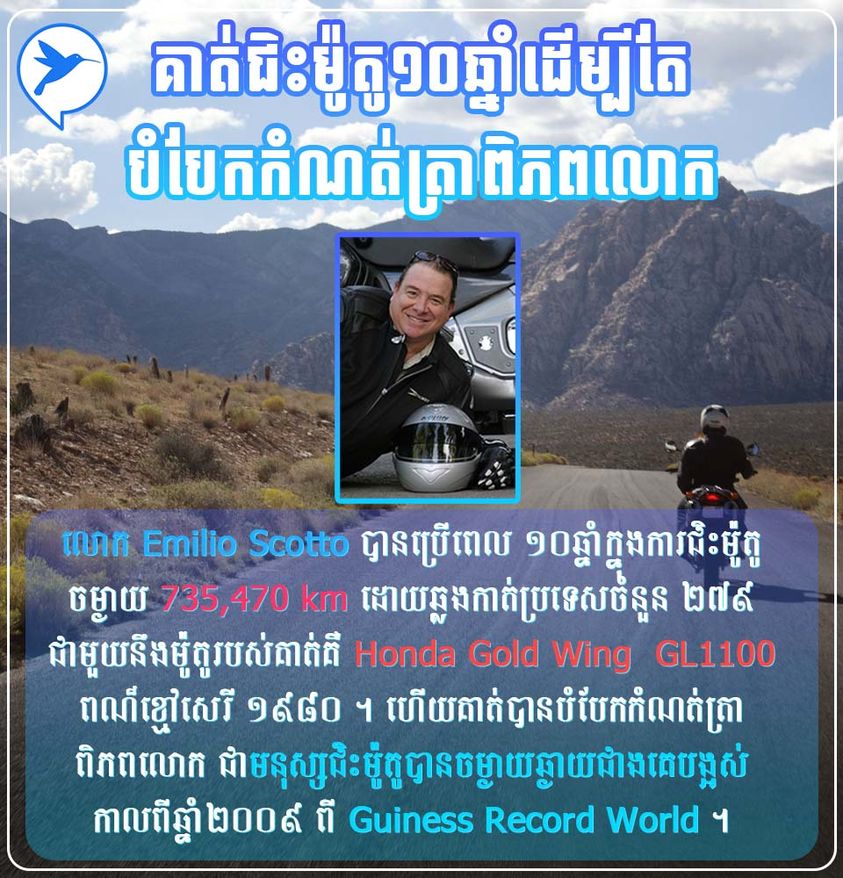 គាត់ជិះម៉ូតូ១០ឆ្នាំដើម្បីតែ
បំបែកកំណត់ត្រាពិភពលោក
លោក Emilio Scotto បានប្រើពេល ១០ឆ្នាំក្នុងការជិះម៉ូតូ
ចម្ងាយ 735,470 km ដោយឆ្លងកាត់ប្រទេសចំនួន ២៧៩
ជាមួយនឹងម៉ូតូរបស់គាត់គឺ Honda Gold Wing GL1100
ពណ៌ខ្មៅសេរី ១៩៨០ ។ ហើយគាត់បានបំបែកកំណត់ត្រា
ពិភពលោក ជាមនុស្សជិះម៉ូតូបានចម្ងាយឆ្ងាយជាងគេបង្អស់
កាលពីឆ្នាំ២០០៩ ពី Guiness Record World ។